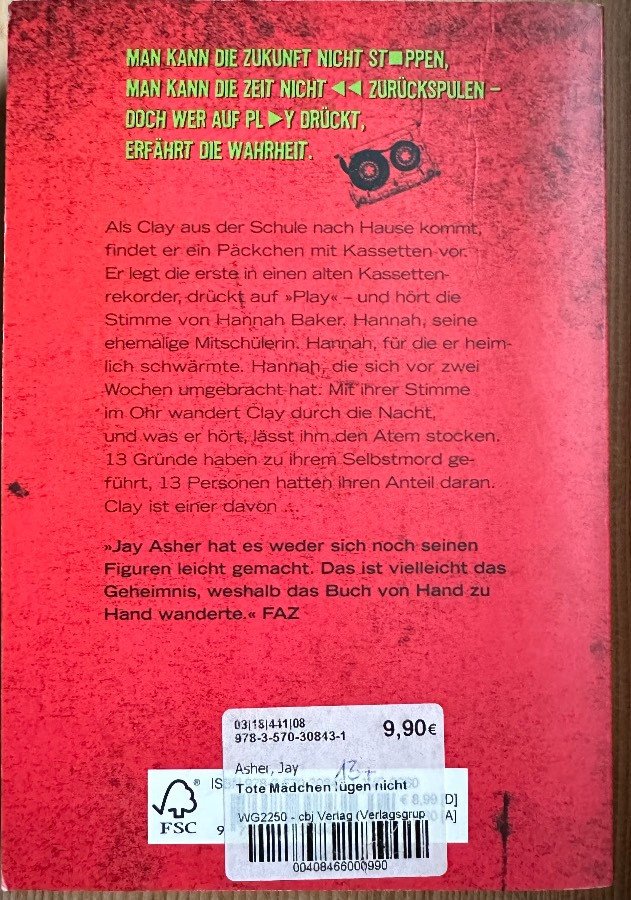 MAN KANN DIE ZUKUNFT NICHT ST■PPEN,
MAN KANN DIE ZEIT NICHT ◀◀ ZURÜCKSPULEN –
DOCH WER AUF PL▶Y DRÜCKT,
ERFÄHRT DIE WAHRHEIT.
Als Clay aus der Schule nach Hause kommt,
findet er ein Päckchen mit Kassetten vor.
Er legt die erste in einen alten Kassetten-
rekorder, drückt auf »Play« – und hört die
Stimme von Hannah Baker. Hannah, seine
ehemalige Mitschülerin. Hannah, für die er heim-
lich schwärmte. Hannah, die sich vor zwei
Wochen umgebracht hat. Mit ihrer Stimme
im Ohr wandert Clay durch die Nacht,
und was er hört, lässt ihm den Atem stocken.
13 Gründe haben zu ihrem Selbstmord ge-
führt, 13 Personen hatten ihren Anteil daran.
Clay ist einer davon ...
»Jay Asher hat es weder sich noch seinen
Figuren leicht gemacht. Das ist vielleicht das
Geheimnis, weshalb das Buch von Hand zu
Hand wanderte.« FAZ
03|18|441|08
978-3-570-30843-1
9,90€
Asher, Jay
12,-
Tote Mädchen lügen nicht
WG2250 - cbj Verlag (Verlagsgrup
00408466000990
FSC
ISBN
€ 8,99 [D]
[A]
9